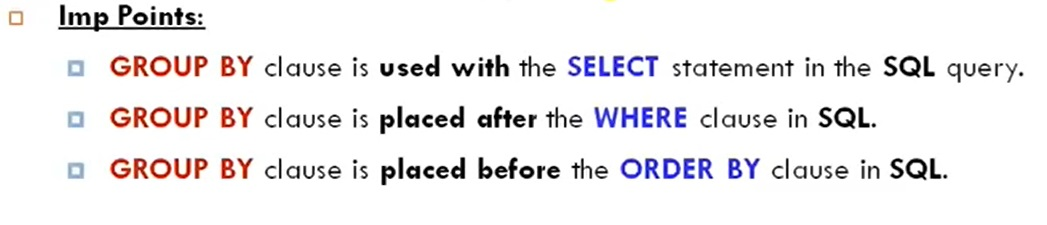 Imp Points:
GROUP BY clause is used with the SELECT statement in the SQL query.
GROUP BY clause is placed after the WHERE clause in SQL.
GROUP BY clause is placed before the ORDER BY clause in SQL.